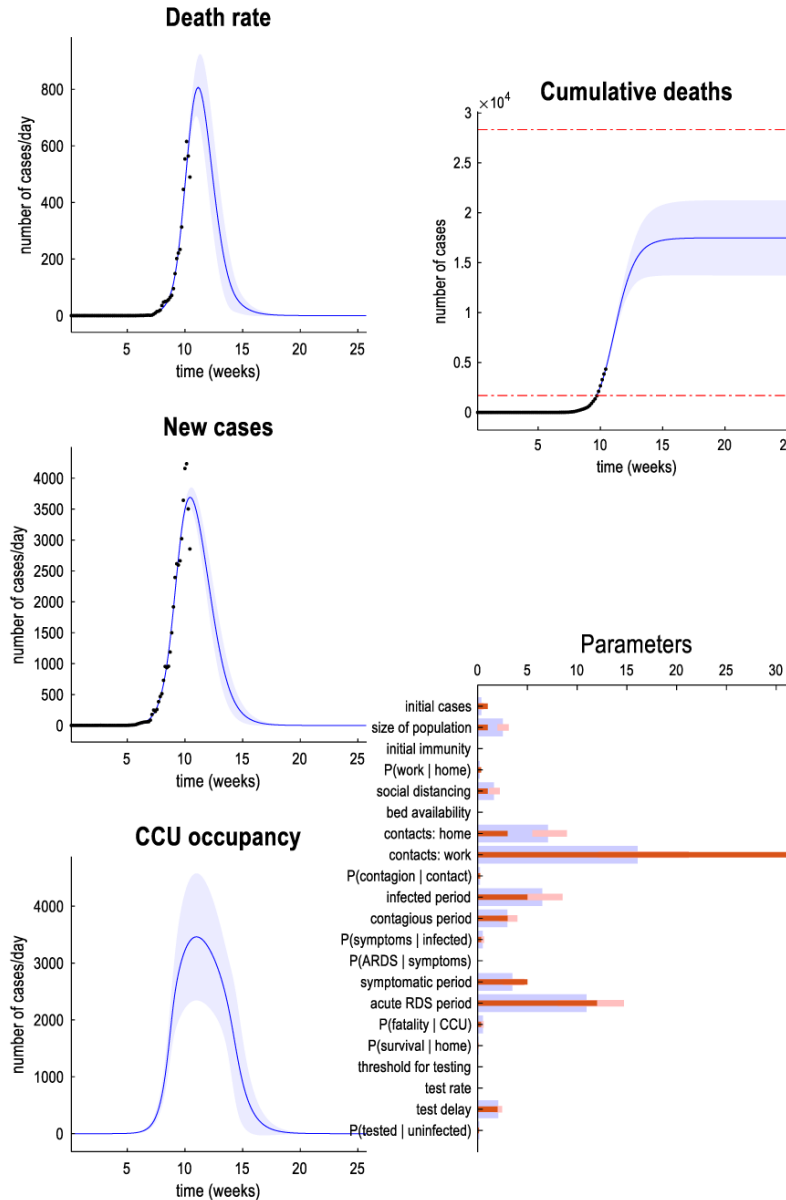 Death rate
number of cases/day
800
600
400
200
0
5 10 15 20 25
time (weeks)
Cumulative deaths
×10⁴
number of cases
3
2.5
2
1.5
1
0.5
0
5 10 15 20 25
time (weeks)
New cases
number of cases/day
4000
3500
3000
2500
2000
1500
1000
500
0
5 10 15 20 25
time (weeks)
CCU occupancy
number of cases/day
4000
3000
2000
1000
0
5 10 15 20 25
time (weeks)
Parameters
0 5 10 15 20 25 30
initial cases
size of population
initial immunity
P(work | home)
social distancing
bed availability
contacts: home
contacts: work
P(contagion | contact)
infected period
contagious period
P(symptoms | infected)
P(ARDS | symptoms)
symptomatic period
acute RDS period
P(fatality | CCU)
P(survival | home)
threshold for testing
test rate
test delay
P(tested | uninfected)